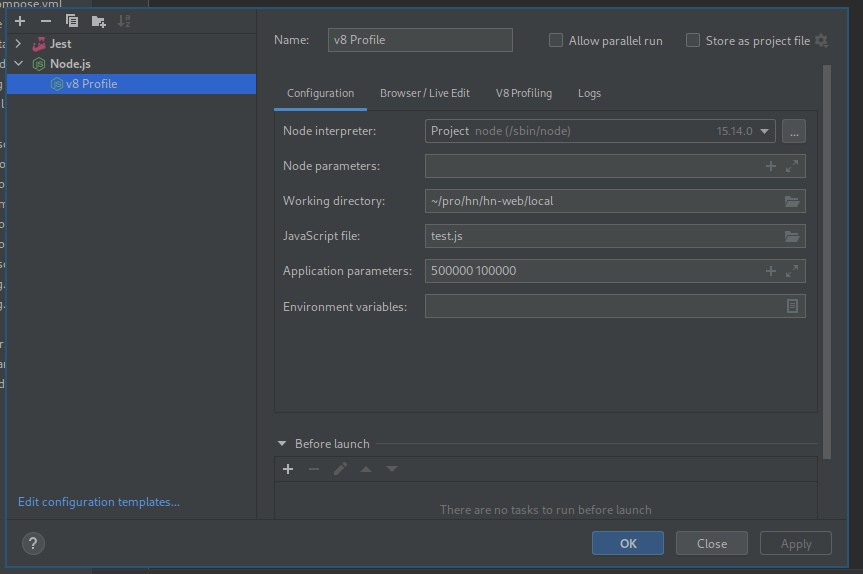 ompose.yml
Jest
Node.js
v8 Profile
Edit configuration templates...
Name: v8 Profile
Allow parallel run
Store as project file
Configuration Browser / Live Edit V8 Profiling Logs
Node interpreter: Project node (/sbin/node) 15.14.0 ...
Node parameters:
Working directory: ~/pro/hn/hn-web/local
JavaScript file: test.js
Application parameters: 500000 100000
Environment variables:
Before launch
There are no tasks to run before launch
? OK Close Apply